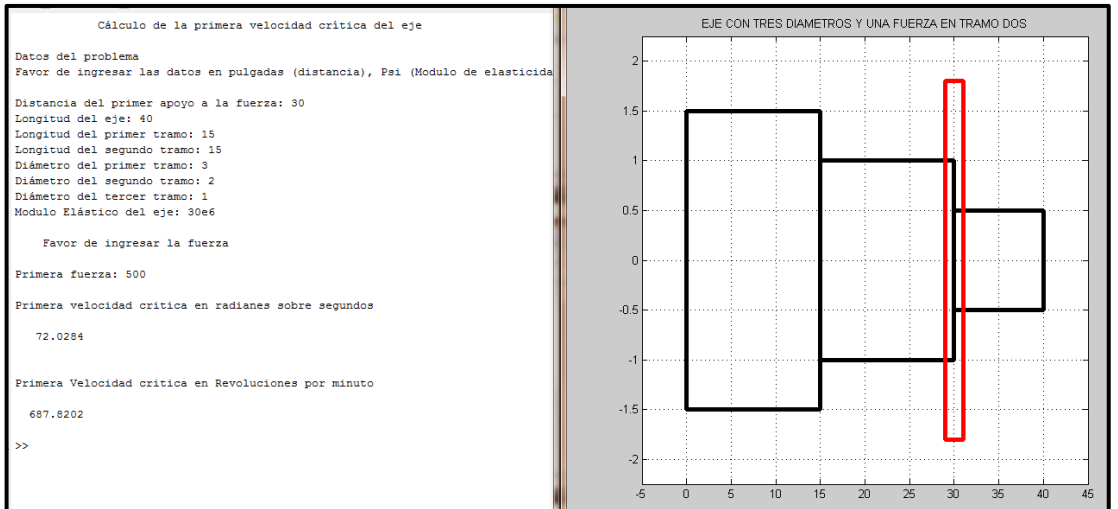 Cálculo de la primera velocidad crítica del eje
Datos del problema
Favor de ingresar las datos en pulgadas (distancia), Psi (Modulo de elasticida
Distancia del primer apoyo a la fuerza: 30
Longitud del eje: 40
Longitud del primer tramo: 15
Longitud del segundo tramo: 15
Diámetro del primer tramo: 3
Diámetro del segundo tramo: 2
Diámetro del tercer tramo: 1
Modulo Elástico del eje: 30e6
Favor de ingresar la fuerza
Primera fuerza: 500
Primera velocidad critica en radianes sobre segundos
72.0284
Primera Velocidad critica en Revoluciones por minuto
687.8202
>>
EJE CON TRES DIAMETROS Y UNA FUERZA EN TRAMO DOS
2
1.5
1
0.5
0
-0.5
-1
-1.5
-2
-5 0 5 10 15 20 25 30 35 40 45